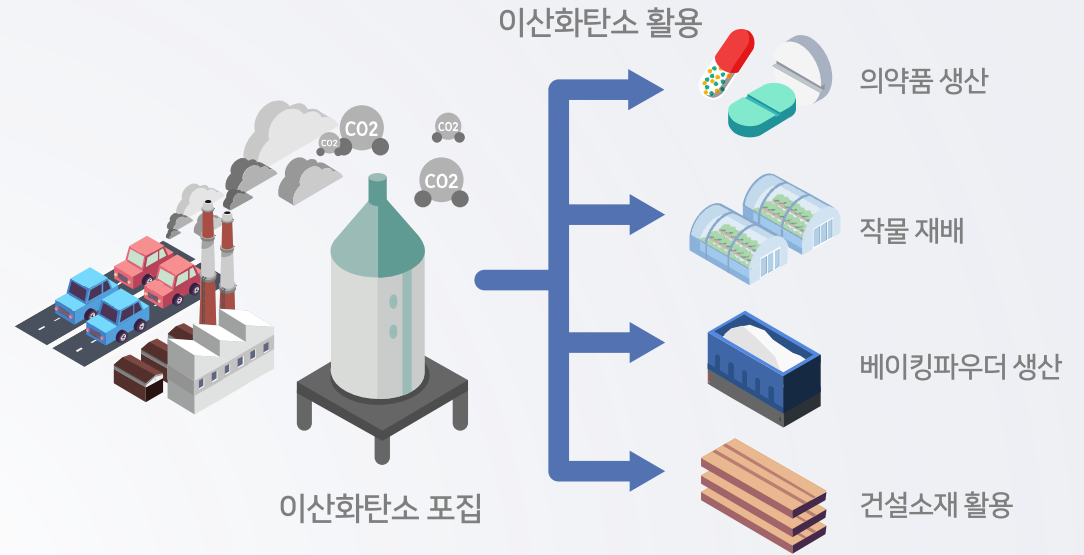 이산화탄소 활용
의약품 생산
CO2
CO2
CO2
CO2
작물 재배
베이킹파우더 생산
이산화탄소 포집
건설소재 활용